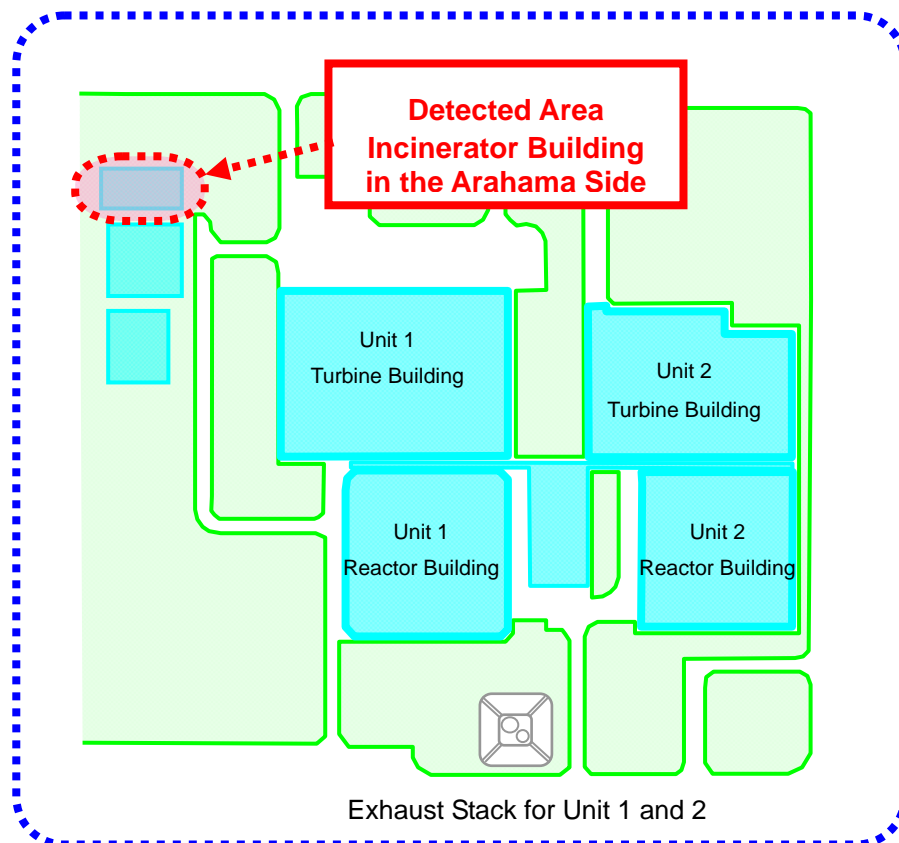 Detected Area
Incinerator Building
in the Arahama Side
Unit 1
Turbine Building
Unit 2
Turbine Building
Unit 1
Reactor Building
Unit 2
Reactor Building
Exhaust Stack for Unit 1 and 2